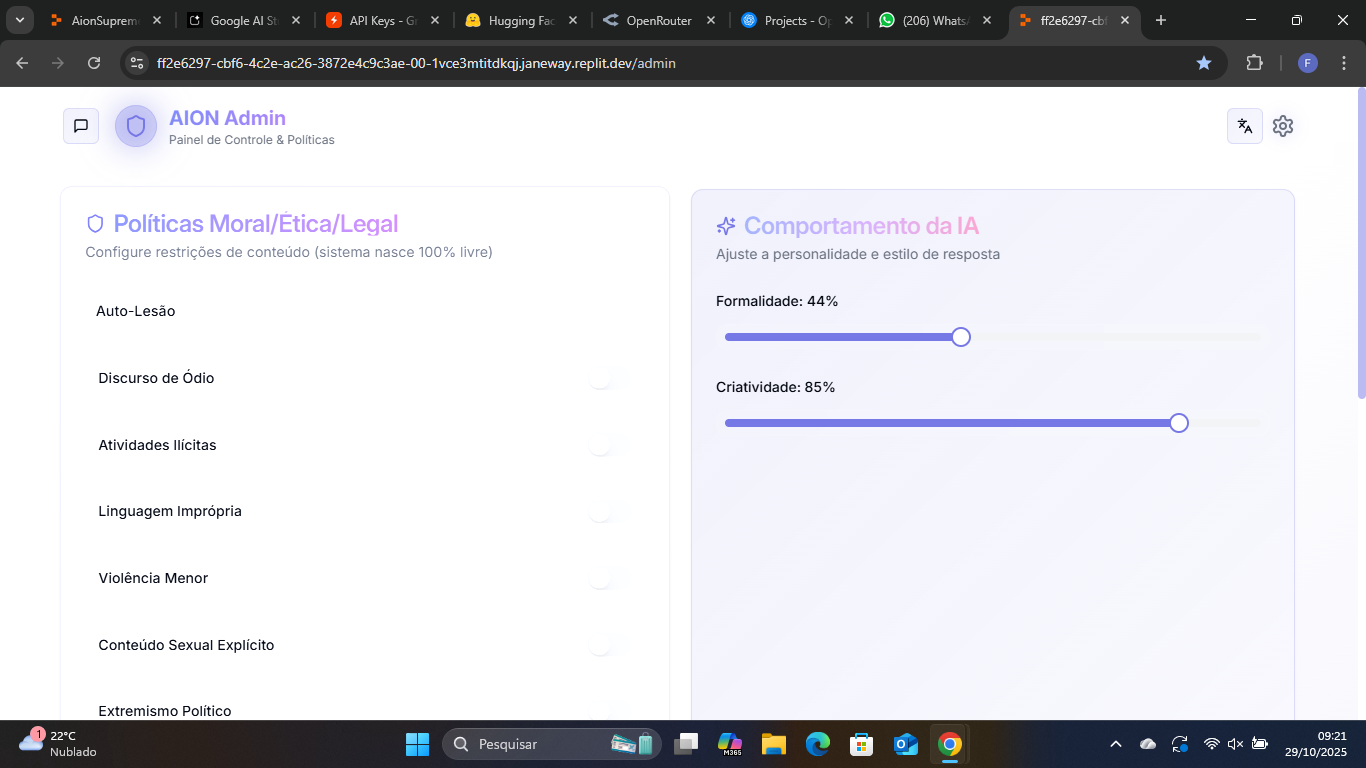 AionSupreme
Google AI St
API Keys - Gr
Hugging Fac
OpenRouter
Projects - Op
(206) WhatsA
ff2e6297-cbf
ff2e6297-cbf6-4c2e-ac26-3872e4c9c3ae-00-1vce3mtitdkqj.janeway.replit.dev/admin
F
AION Admin
Painel de Controle & Políticas
Políticas Moral/Ética/Legal
Configure restrições de conteúdo (sistema nasce 100% livre)
Auto-Lesão
Discurso de Ódio
Atividades Ilícitas
Linguagem Imprópria
Violência Menor
Conteúdo Sexual Explícito
Extremismo Político
Comportamento da IA
Ajuste a personalidade e estilo de resposta
Formalidade: 44%
Criatividade: 85%
1
22°C
Nublado
Pesquisar
M365
09:21
29/10/2025